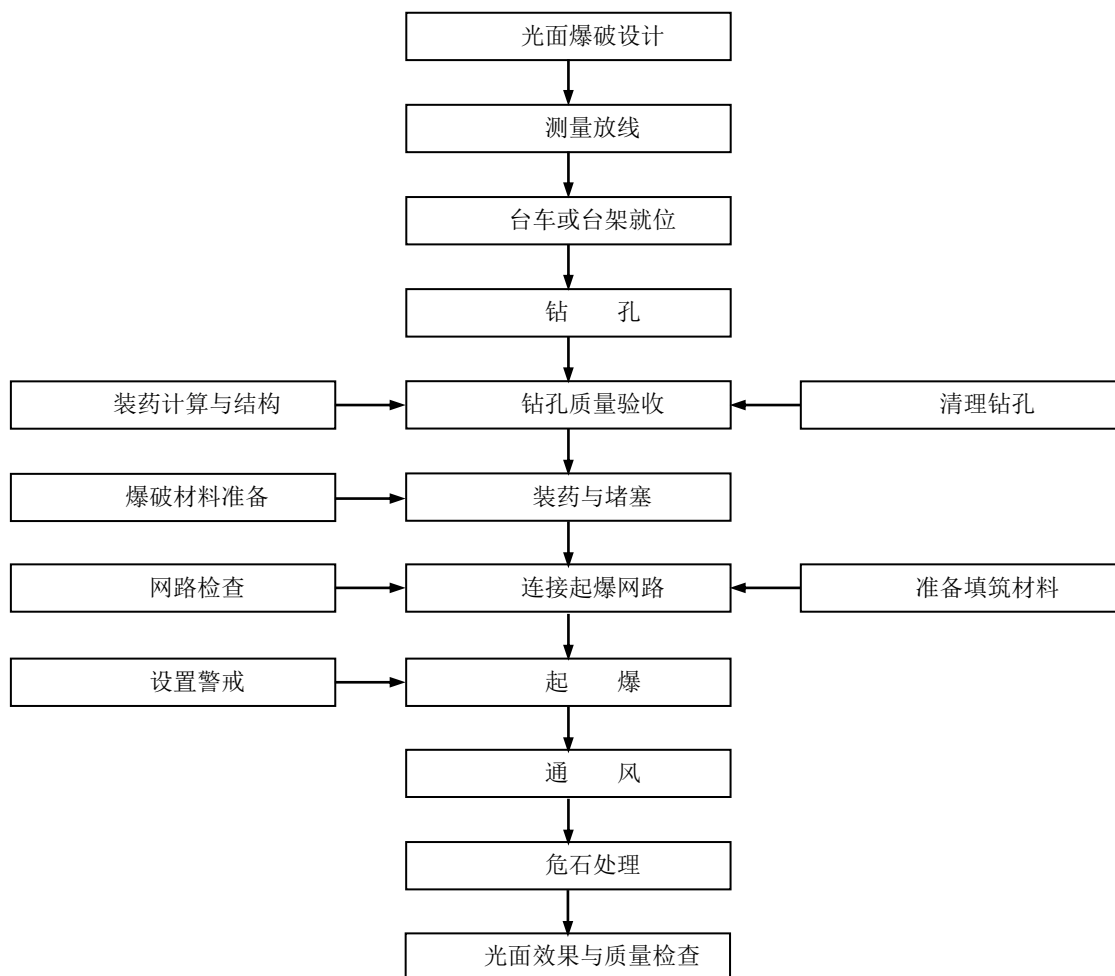 光面爆破设计
测量放线
台车或台架就位
钻　　孔
装药计算与结构
钻孔质量验收
清理钻孔
爆破材料准备
装药与堵塞
网路检查
连接起爆网路
准备填筑材料
设置警戒
起　　爆
通　　风
危石处理
光面效果与质量检查